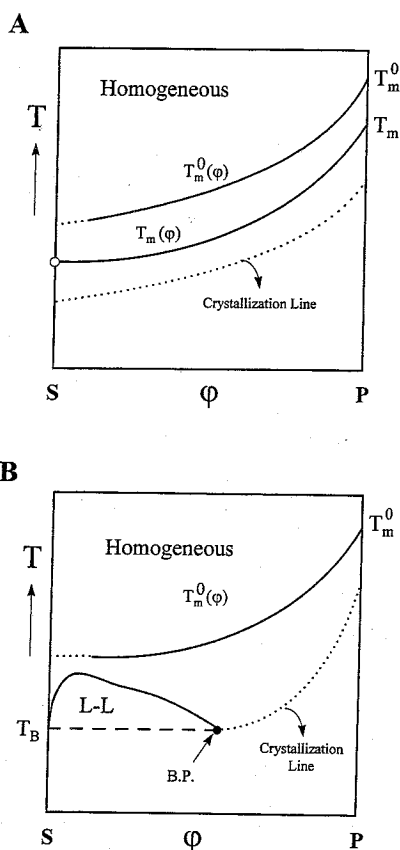 A
Homogeneous
T
T_m^0
T_m
T_m^0(φ)
T_m(φ)
Crystallization Line
S
φ
P
B
Homogeneous
T
T_m^0
T_m^0(φ)
L-L
T_B
B.P.
Crystallization
Line
S
φ
P